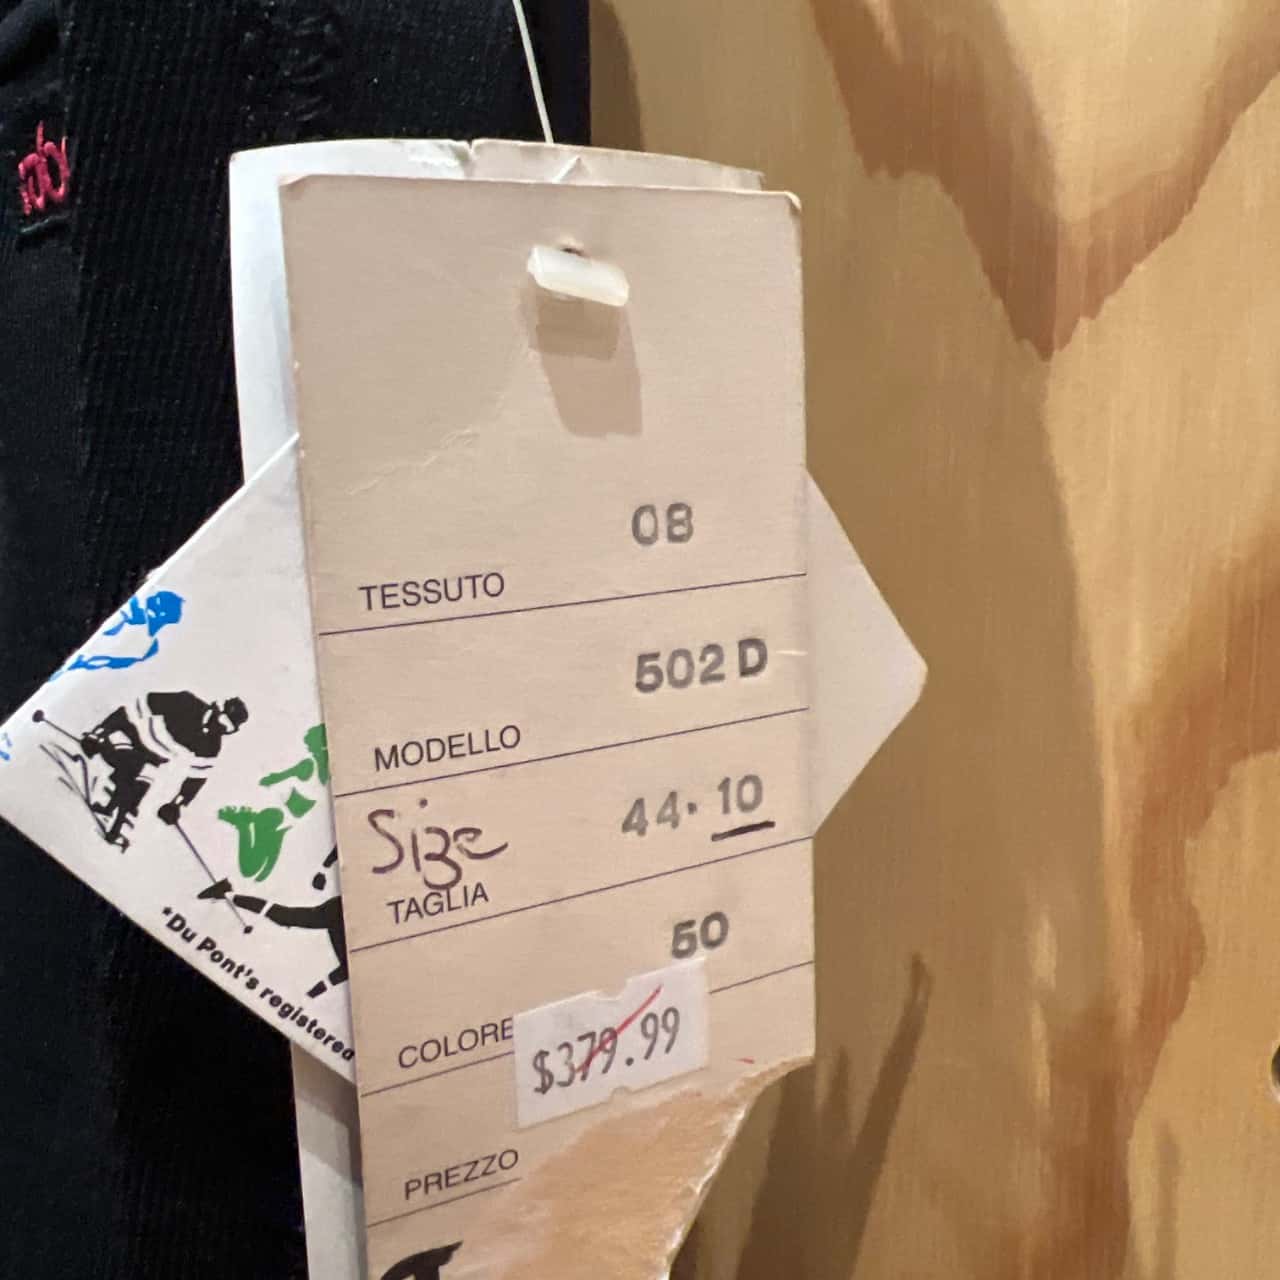 08
TESSUTO
502 D
MODELLO
Size
44. 10
TAGLIA
50
COLORE
$379.99
PREZZO
*Du Pont's registered